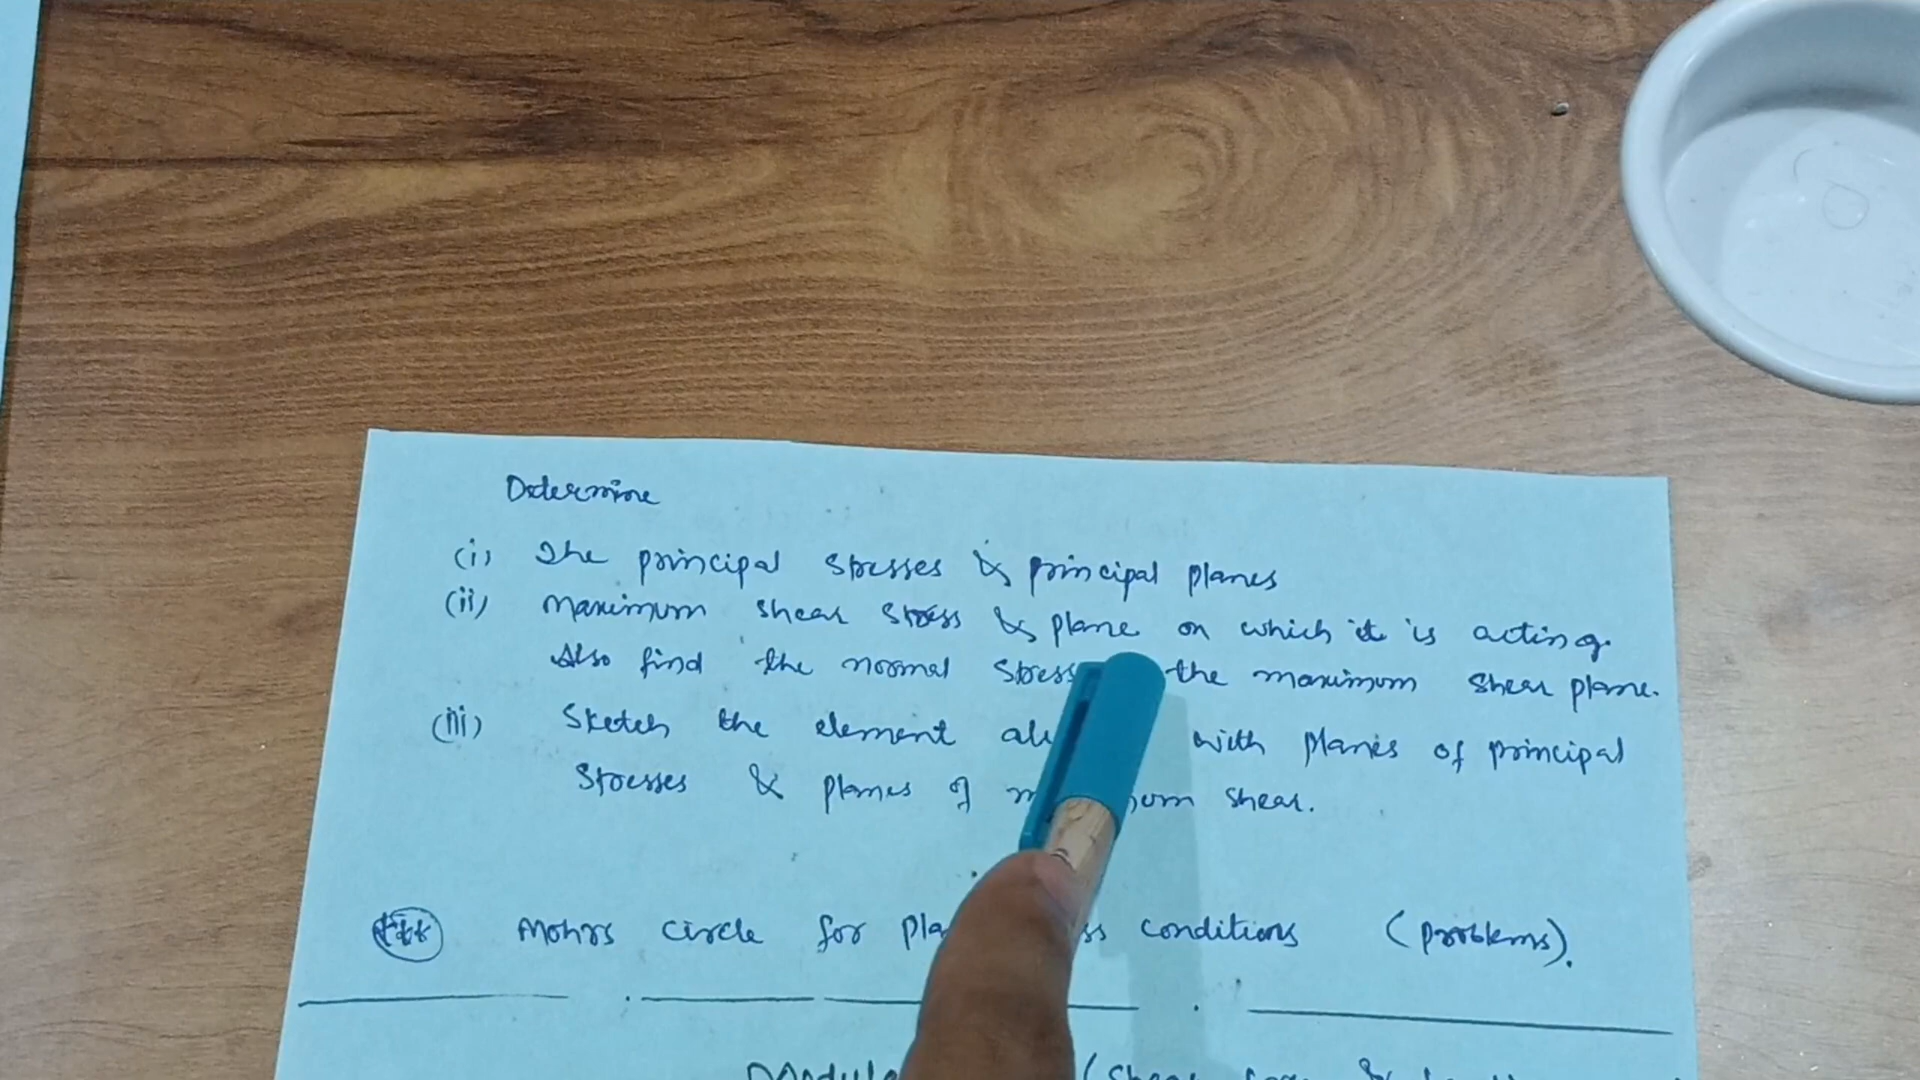 Determine
(i) The principal stresses & principal planes
(ii) maximum shear stress & plane on which it is acting.
Also find the normal stress the maximum shear plane.
(iii) Sketch the element with planes of principal
stresses & planes of shear.
*** Mohrs circle for conditions (problems).
(Shear &